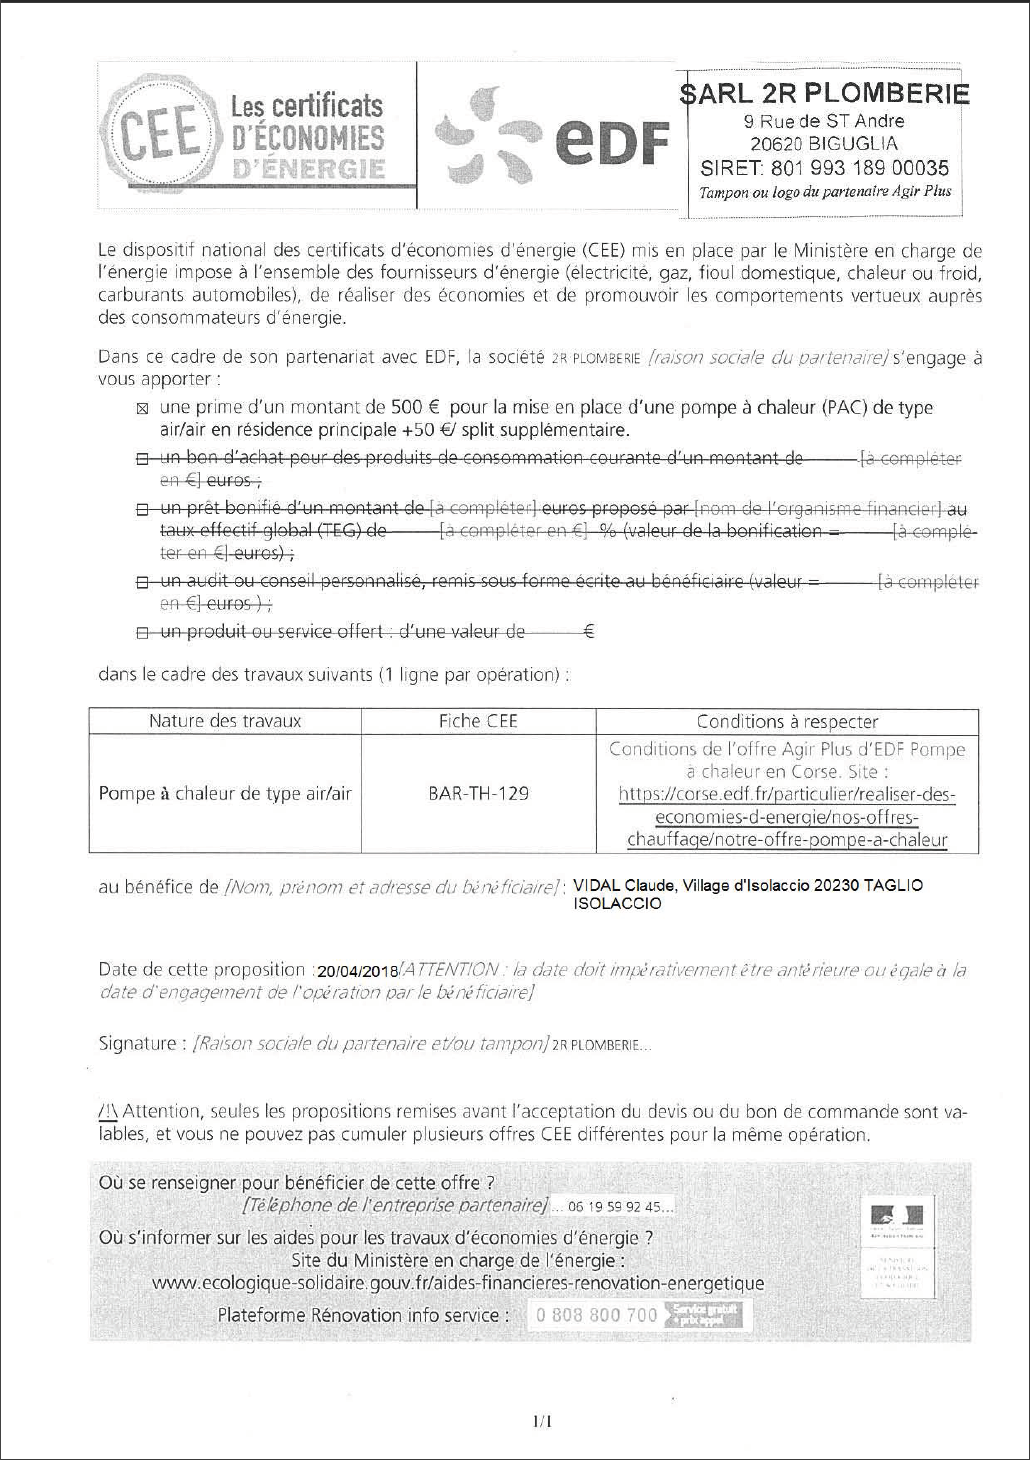 CEE
Les certificats
D'ÉCONOMIES
D'ÉNERGIE
eDF
SARL 2R PLOMBERIE
9 Rue de ST Andre
20620 BIGUGLIA
SIRET: 801 993 189 00035
Tampon ou logo du partenaire Agir Plus
Le dispositif national des certificats d'économies d'énergie (CEE) mis en place par le Ministère en charge de
l'énergie impose à l'ensemble des fournisseurs d'énergie (électricité, gaz, fioul domestique, chaleur ou froid,
carburants automobiles), de réaliser des économies et de promouvoir les comportements vertueux auprès
des consommateurs d'énergie.
Dans ce cadre de son partenariat avec EDF, la société 2R PLOMBERIE [raison sociale du partenaire] s'engage à
vous apporter :
☒ une prime d'un montant de 500 € pour la mise en place d'une pompe à chaleur (PAC) de type
air/air en résidence principale +50 €/ split supplémentaire.
☐ un bon d'achat pour des produits de consommation courante d'un montant de [à compléter
en €] euros ;
☐ un prêt bonifié d'un montant de [à compléter] euros proposé par [nom de l'organisme financier] au
taux effectif global (TEG) de [à compléter en €] % (valeur de la bonification = [à complé-
ter en €] euros) ;
☐ un audit ou conseil personnalisé, remis sous forme écrite au bénéficiaire (valeur = [à compléter
en €] euros ) ;
☐ un produit ou service offert : d'une valeur de €
dans le cadre des travaux suivants (1 ligne par opération) :
Nature des travaux
Fiche CEE
Conditions à respecter
Pompe à chaleur de type air/air
BAR-TH-129
Conditions de l'offre Agir Plus d'EDF Pompe
à chaleur en Corse. Site :
https://corse.edf.fr/particulier/realiser-des-
economies-d-energie/nos-offres-
chauffage/notre-offre-pompe-a-chaleur
au bénéfice de [Nom, prénom et adresse du bénéficiaire] : VIDAL Claude, Village d'Isolaccio 20230 TAGLIO
ISOLACCIO
Date de cette proposition : 20/04/2018 [ATTENTION : la date doit impérativement être antérieure ou égale à la
date d'engagement de l'opération par le bénéficiaire]
Signature : [Raison sociale du partenaire et/ou tampon] 2R PLOMBERIE...
/!\ Attention, seules les propositions remises avant l'acceptation du devis ou du bon de commande sont va-
lables, et vous ne pouvez pas cumuler plusieurs offres CEE différentes pour la même opération.
Où se renseigner pour bénéficier de cette offre ?
[Téléphone de l'entreprise partenaire] ... 06 19 59 92 45...
Où s'informer sur les aides pour les travaux d'économies d'énergie ?
Site du Ministère en charge de l'énergie :
www.ecologique-solidaire.gouv.fr/aides-financieres-renovation-energetique
Plateforme Rénovation info service : 0 808 800 700 Service gratuit
+ prix appel
1/1